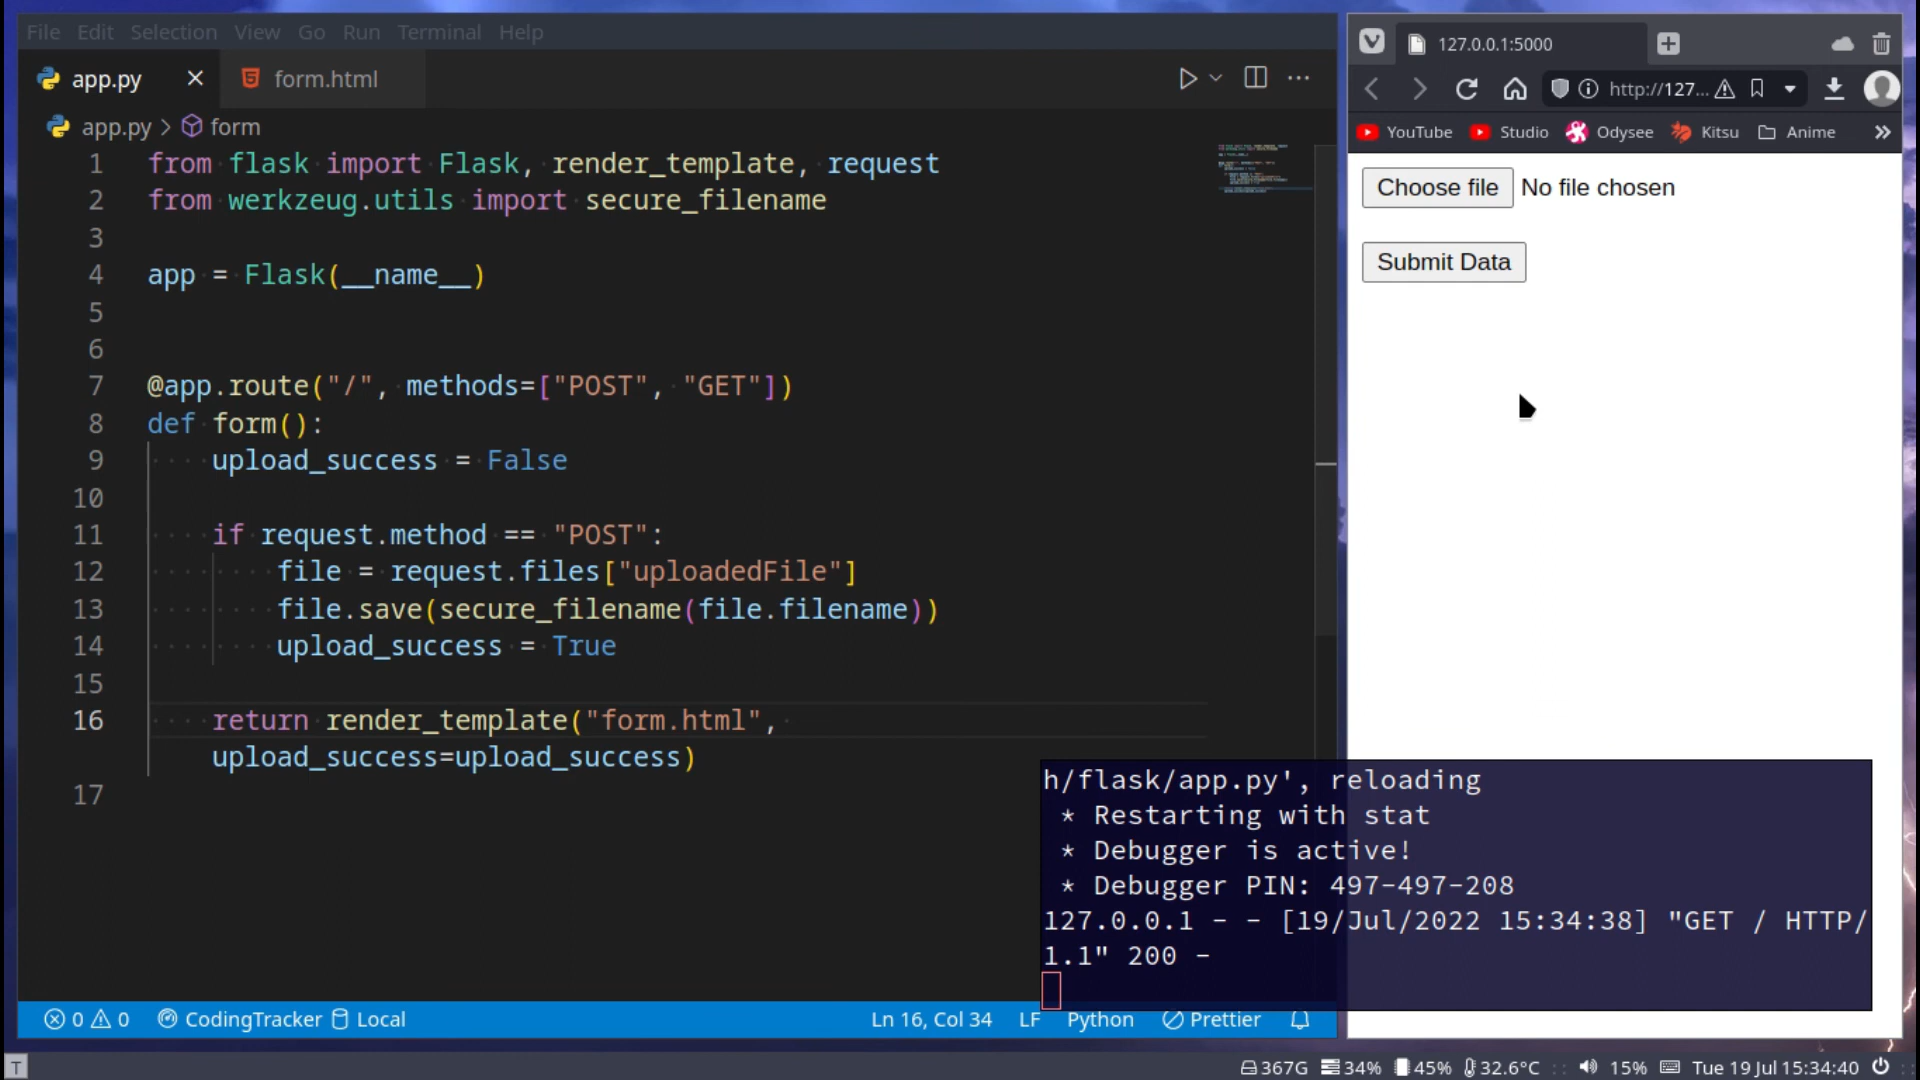 File Edit Selection View Go Run Terminal Help
app.py form.html
app.py > form
1 from flask import Flask, render_template, request
2 from werkzeug.utils import secure_filename
3
4 app = Flask(__name__)
5
6
7 @app.route("/", methods=["POST", "GET"])
8 def form():
9 upload_success = False
10
11 if request.method == "POST":
12 file = request.files["uploadedFile"]
13 file.save(secure_filename(file.filename))
14 upload_success = True
15
16 return render_template("form.html",
upload_success=upload_success)
17
0 0 CodingTracker Local Ln 16, Col 34 LF Python Prettier
127.0.0.1:5000
http://127...
YouTube Studio Odysee Kitsu Anime
Choose file No file chosen
Submit Data
h/flask/app.py', reloading
* Restarting with stat
* Debugger is active!
* Debugger PIN: 497-497-208
127.0.0.1 - - [19/Jul/2022 15:34:38] "GET / HTTP/
1.1" 200 -
T 367G 34% 45% 32.6°C 15% Tue 19 Jul 15:34:40